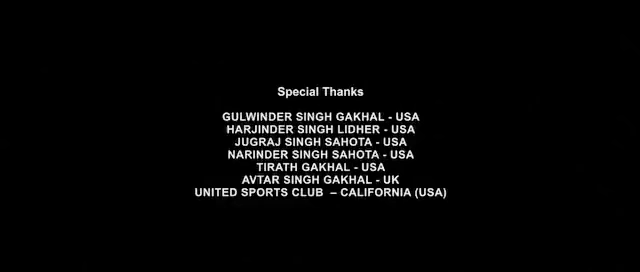 Special Thanks
GULWINDER SINGH GAKHAL - USA
HARJINDER SINGH LIDHER - USA
JUGRAJ SINGH SAHOTA - USA
NARINDER SINGH SAHOTA - USA
TIRATH GAKHAL - USA
AVTAR SINGH GAKHAL - UK
UNITED SPORTS CLUB – CALIFORNIA (USA)